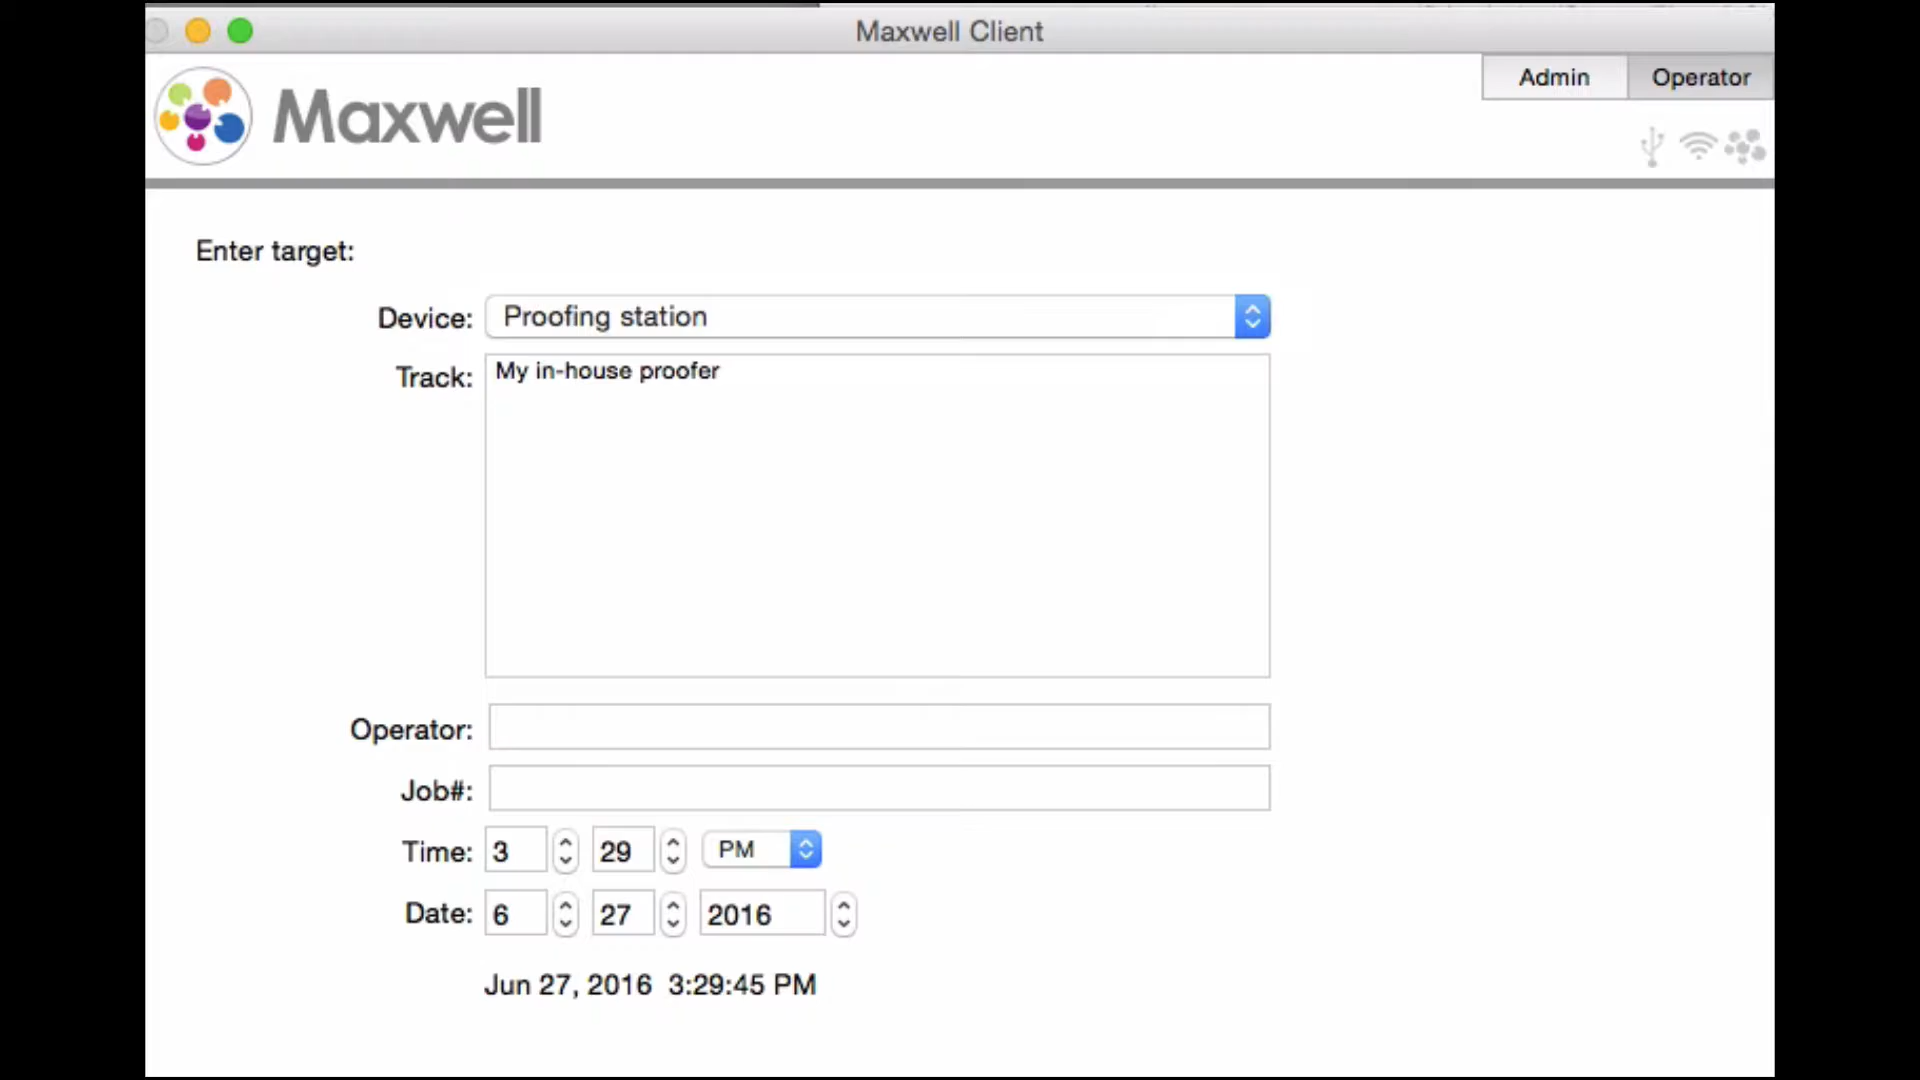 Maxwell Client
Admin
Operator
Maxwell
Enter target:
Device: Proofing station
Track: My in-house proofer
Operator:
Job#:
Time: 3 29 PM
Date: 6 27 2016
Jun 27, 2016 3:29:45 PM